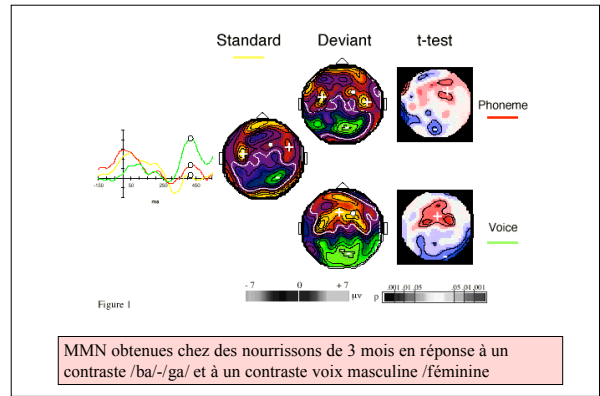 Standard Deviant t-test
Phoneme
-150 50 250 450
ms
Voice
- 7 0 + 7 μv
p .001 .01 .05 .05 .01 .001
Figure 1
MMN obtenues chez des nourrissons de 3 mois en réponse à un
contraste /ba/-/ga/ et à un contraste voix masculine /féminine